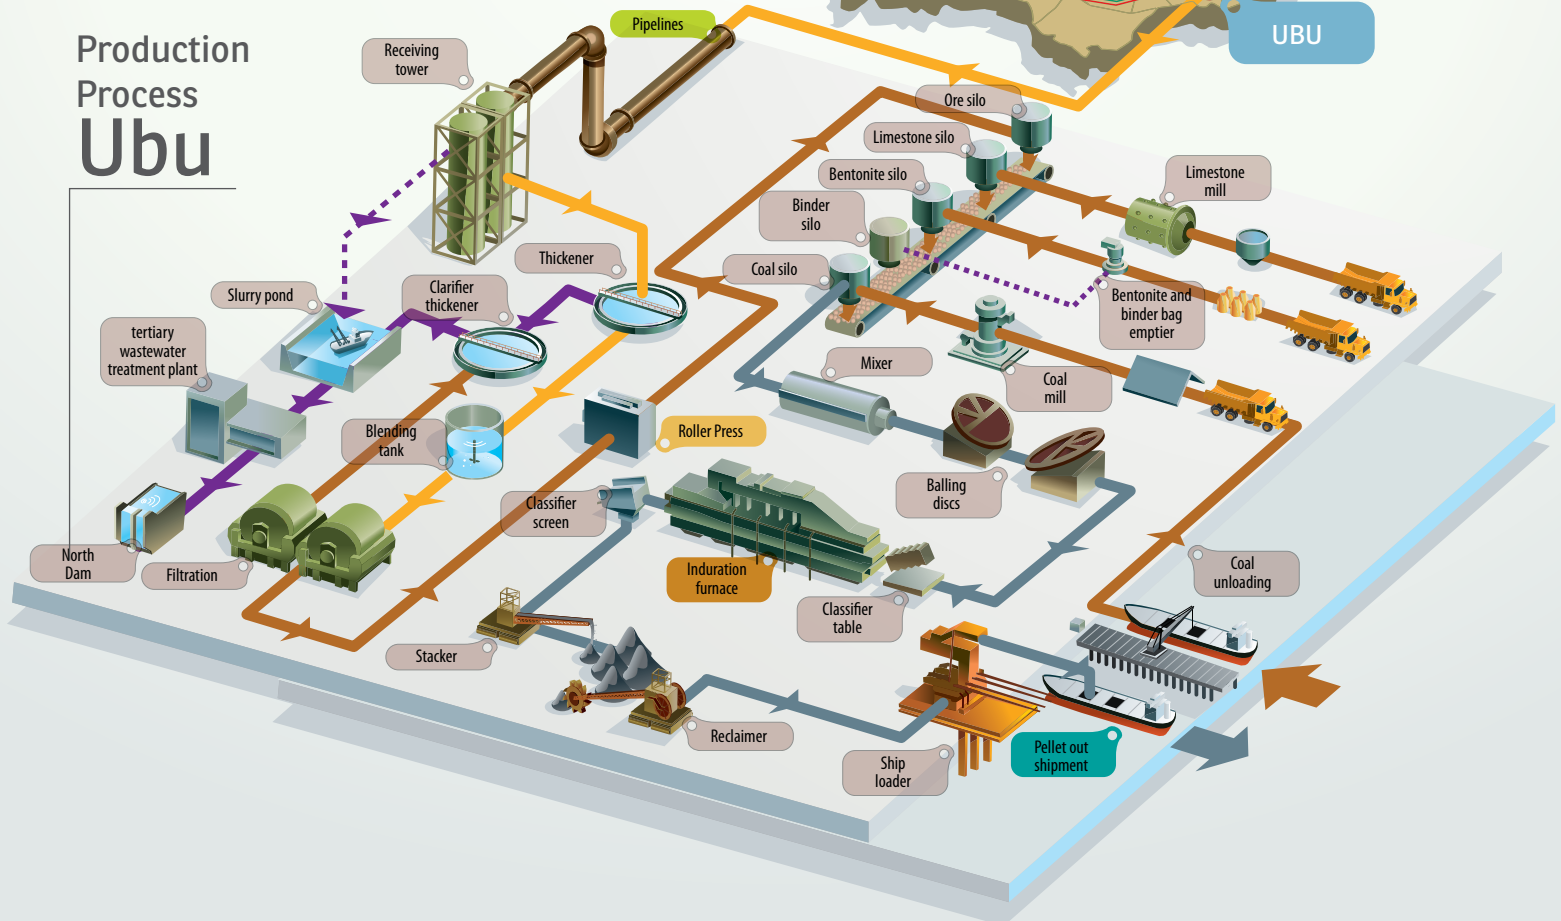 Production
Process
Ubu
Pipelines
UBU
Receiving
tower
Ore silo
Limestone silo
Bentonite silo
Binder
silo
Coal silo
Limestone
mill
Thickener
Clarifier
thickener
Slurry pond
tertiary
wastewater
treatment plant
Bentonite and
binder bag
emptier
Mixer
Coal
mill
Blending
tank
Roller Press
Classifier
screen
Balling
discs
North
Dam
Filtration
Induration
furnace
Classifier
table
Coal
unloading
Stacker
Reclaimer
Ship
loader
Pellet out
shipment